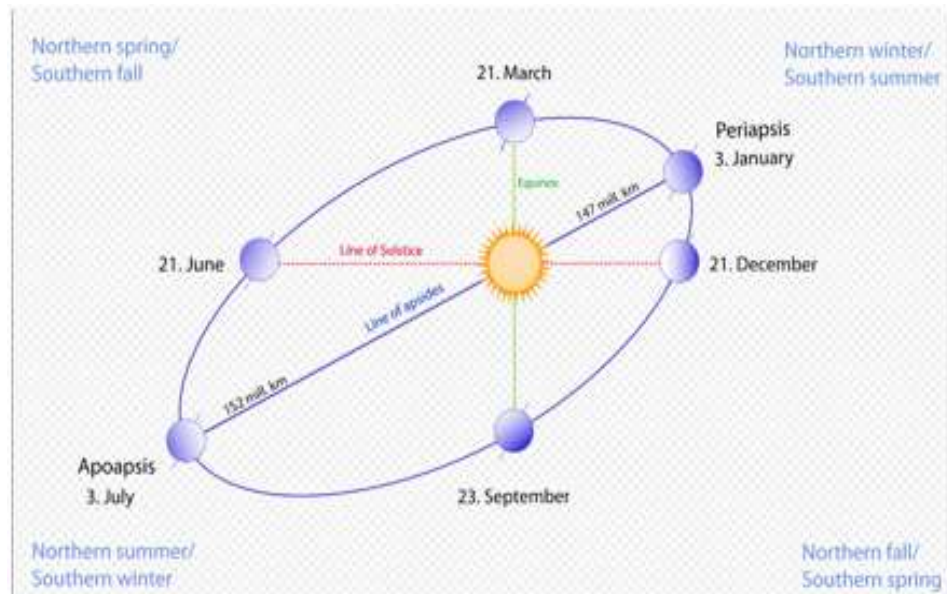 Northern spring/
Southern fall
21. March
Northern winter/
Southern summer
Periapsis
3. January
Equinox
147 mill. km
21. June
Line of Solstice
21. December
Line of apsides
152 mill. km
Apoapsis
3. July
23. September
Northern summer/
Southern winter
Northern fall/
Southern spring